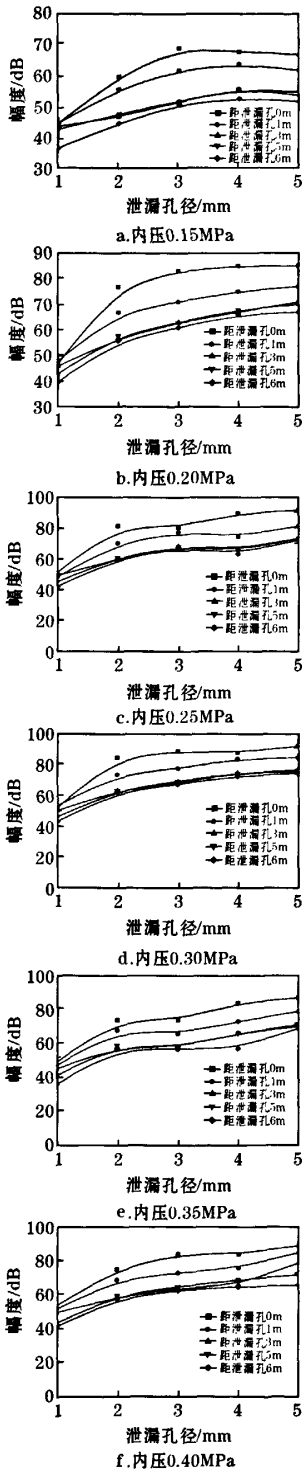 80
70
60
50
40
30
幅度/dB
距泄漏孔0m
距泄漏孔1m
距泄漏孔3m
距泄漏孔5m
距泄漏孔6m
1 2 3 4 5
泄漏孔径/mm
a.内压0.15MPa
90
80
70
60
50
40
30
幅度/dB
距泄漏孔0m
距泄漏孔1m
距泄漏孔3m
距泄漏孔5m
距泄漏孔6m
1 2 3 4 5
泄漏孔径/mm
b.内压0.20MPa
100
80
60
40
20
0
幅度/dB
距泄漏孔0m
距泄漏孔1m
距泄漏孔3m
距泄漏孔5m
距泄漏孔6m
1 2 3 4 5
泄漏孔径/mm
c.内压0.25MPa
100
80
60
40
20
0
幅度/dB
距泄漏孔0m
距泄漏孔1m
距泄漏孔3m
距泄漏孔5m
距泄漏孔6m
1 2 3 4 5
泄漏孔径/mm
d.内压0.30MPa
100
80
60
40
20
0
幅度/dB
距泄漏孔0m
距泄漏孔1m
距泄漏孔3m
距泄漏孔5m
距泄漏孔6m
1 2 3 4 5
泄漏孔径/mm
e.内压0.35MPa
100
80
60
40
20
0
幅度/dB
距泄漏孔0m
距泄漏孔1m
距泄漏孔3m
距泄漏孔5m
距泄漏孔6m
1 2 3 4 5
泄漏孔径/mm
f.内压0.40MPa